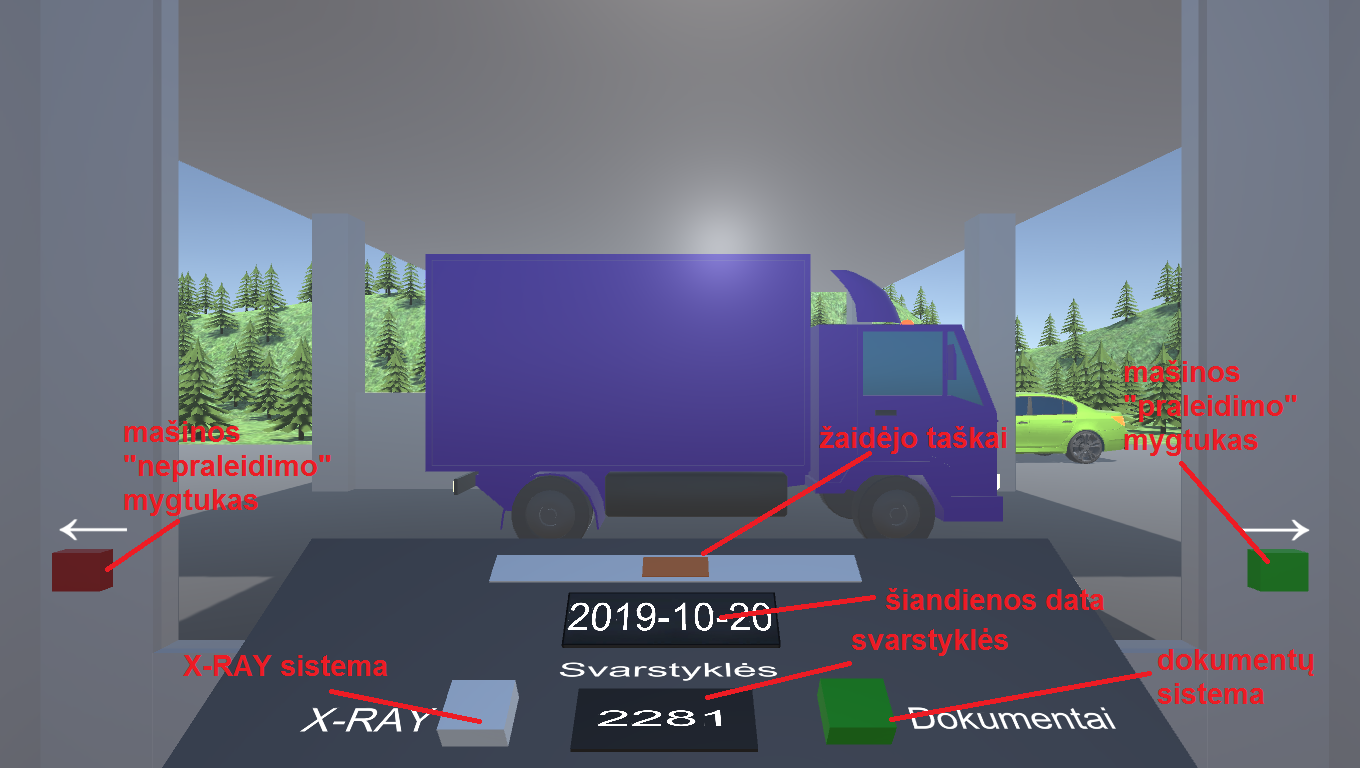 mašinos
"praleidimo"
mygtukas
mašinos
"nepraleidimo"
mygtukas
žaidėjo taškai
2019-10-20
šiandienos data
svarstyklės
Svarstyklės
X-RAY sistema
dokumentų
sistema
X-RAY
2281
Dokumentai